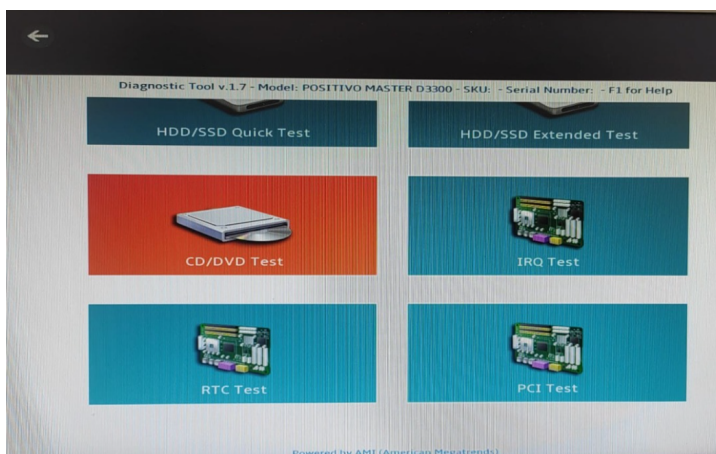 Diagnostic Tool v.1.7 - Model: POSITIVO MASTER D3300 - SKU: - Serial Number: - F1 for Help
HDD/SSD Quick Test
HDD/SSD Extended Test
CD/DVD Test
IRQ Test
RTC Test
PCI Test
Powered by AMI (American Megatrends)